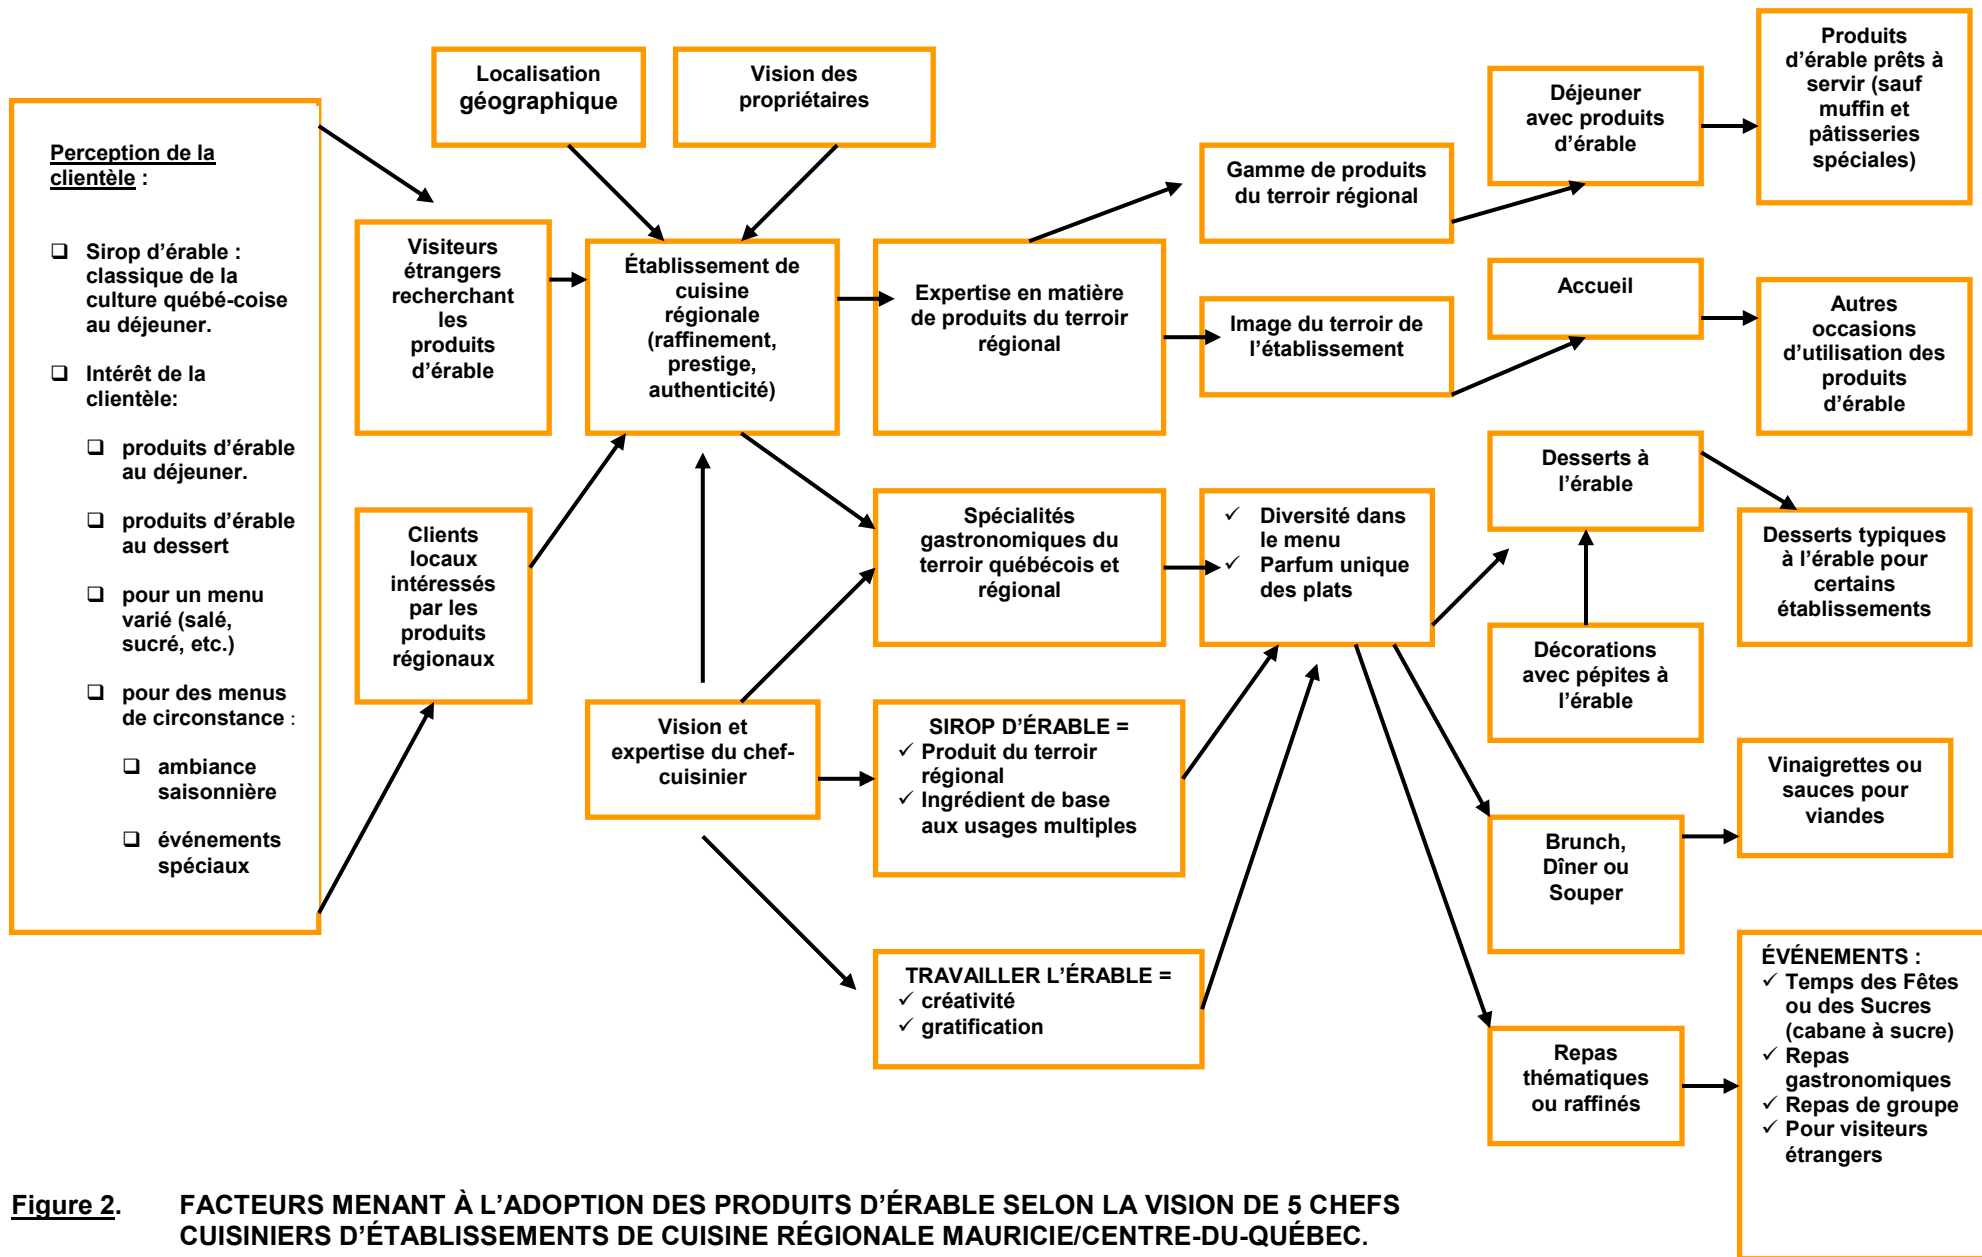 Perception de la
clientèle :
❑ Sirop d’érable :
classique de la
culture québé-coise
au déjeuner.
❑ Intérêt de la
clientèle:
❑ produits d’érable
au déjeuner.
❑ produits d’érable
au dessert
❑ pour un menu
varié (salé,
sucré, etc.)
❑ pour des menus
de circonstance :
❑ ambiance
saisonnière
❑ événements
spéciaux
Localisation
géographique
Vision des
propriétaires
Visiteurs
étrangers
recherchant
les
produits
d’érable
Clients
locaux
intéressés
par les
produits
régionaux
Établissement de
cuisine
régionale
(raffinement,
prestige,
authenticité)
Vision et
expertise du chef-
cuisinier
Expertise en matière
de produits du terroir
régional
Spécialités
gastronomiques du
terroir québécois et
régional
SIROP D’ÉRABLE =
✓ Produit du terroir
régional
✓ Ingrédient de base
aux usages multiples
TRAVAILLER L’ÉRABLE =
✓ créativité
✓ gratification
Gamme de produits
du terroir régional
Image du terroir de
l’établissement
✓ Diversité dans
le menu
✓ Parfum unique
des plats
Déjeuner
avec produits
d’érable
Accueil
Desserts à
l’érable
Décorations
avec pépites à
l’érable
Brunch,
Dîner ou
Souper
Repas
thématiques
ou raffinés
Produits
d’érable prêts à
servir (sauf
muffin et
pâtisseries
spéciales)
Autres
occasions
d’utilisation des
produits
d’érable
Desserts typiques
à l’érable pour
certains
établissements
Vinaigrettes ou
sauces pour
viandes
ÉVÉNEMENTS :
✓ Temps des Fêtes
ou des Sucres
(cabane à sucre)
✓ Repas
gastronomiques
✓ Repas de groupe
✓ Pour visiteurs
étrangers
Figure 2. FACTEURS MENANT À L’ADOPTION DES PRODUITS D’ÉRABLE SELON LA VISION DE 5 CHEFS
CUISINIERS D’ÉTABLISSEMENTS DE CUISINE RÉGIONALE MAURICIE/CENTRE-DU-QUÉBEC.